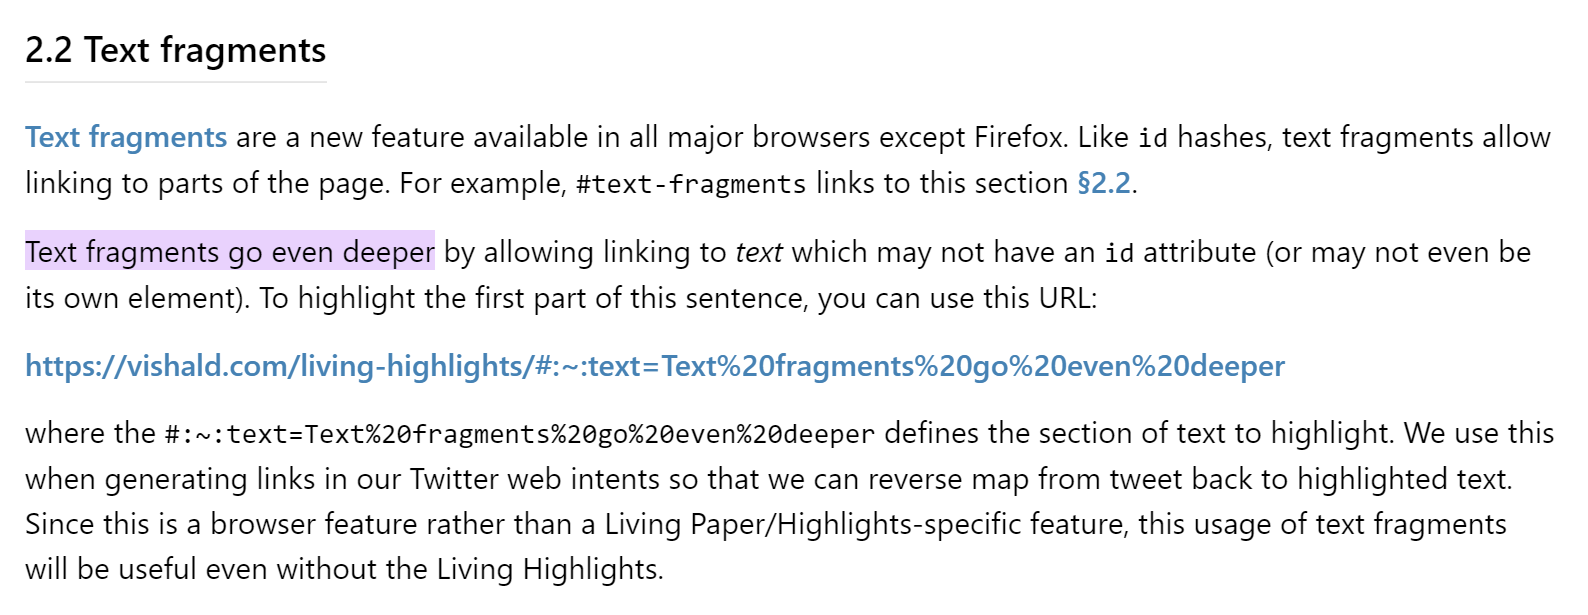 2.2 Text fragments
Text fragments are a new feature available in all major browsers except Firefox. Like id hashes, text fragments allow
linking to parts of the page. For example, #text-fragments links to this section §2.2.
Text fragments go even deeper by allowing linking to text which may not have an id attribute (or may not even be
its own element). To highlight the first part of this sentence, you can use this URL:
https://vishald.com/living-highlights/#:~:text=Text%20fragments%20go%20even%20deeper
where the #:~:text=Text%20fragments%20go%20even%20deeper defines the section of text to highlight. We use this
when generating links in our Twitter web intents so that we can reverse map from tweet back to highlighted text.
Since this is a browser feature rather than a Living Paper/Highlights-specific feature, this usage of text fragments
will be useful even without the Living Highlights.